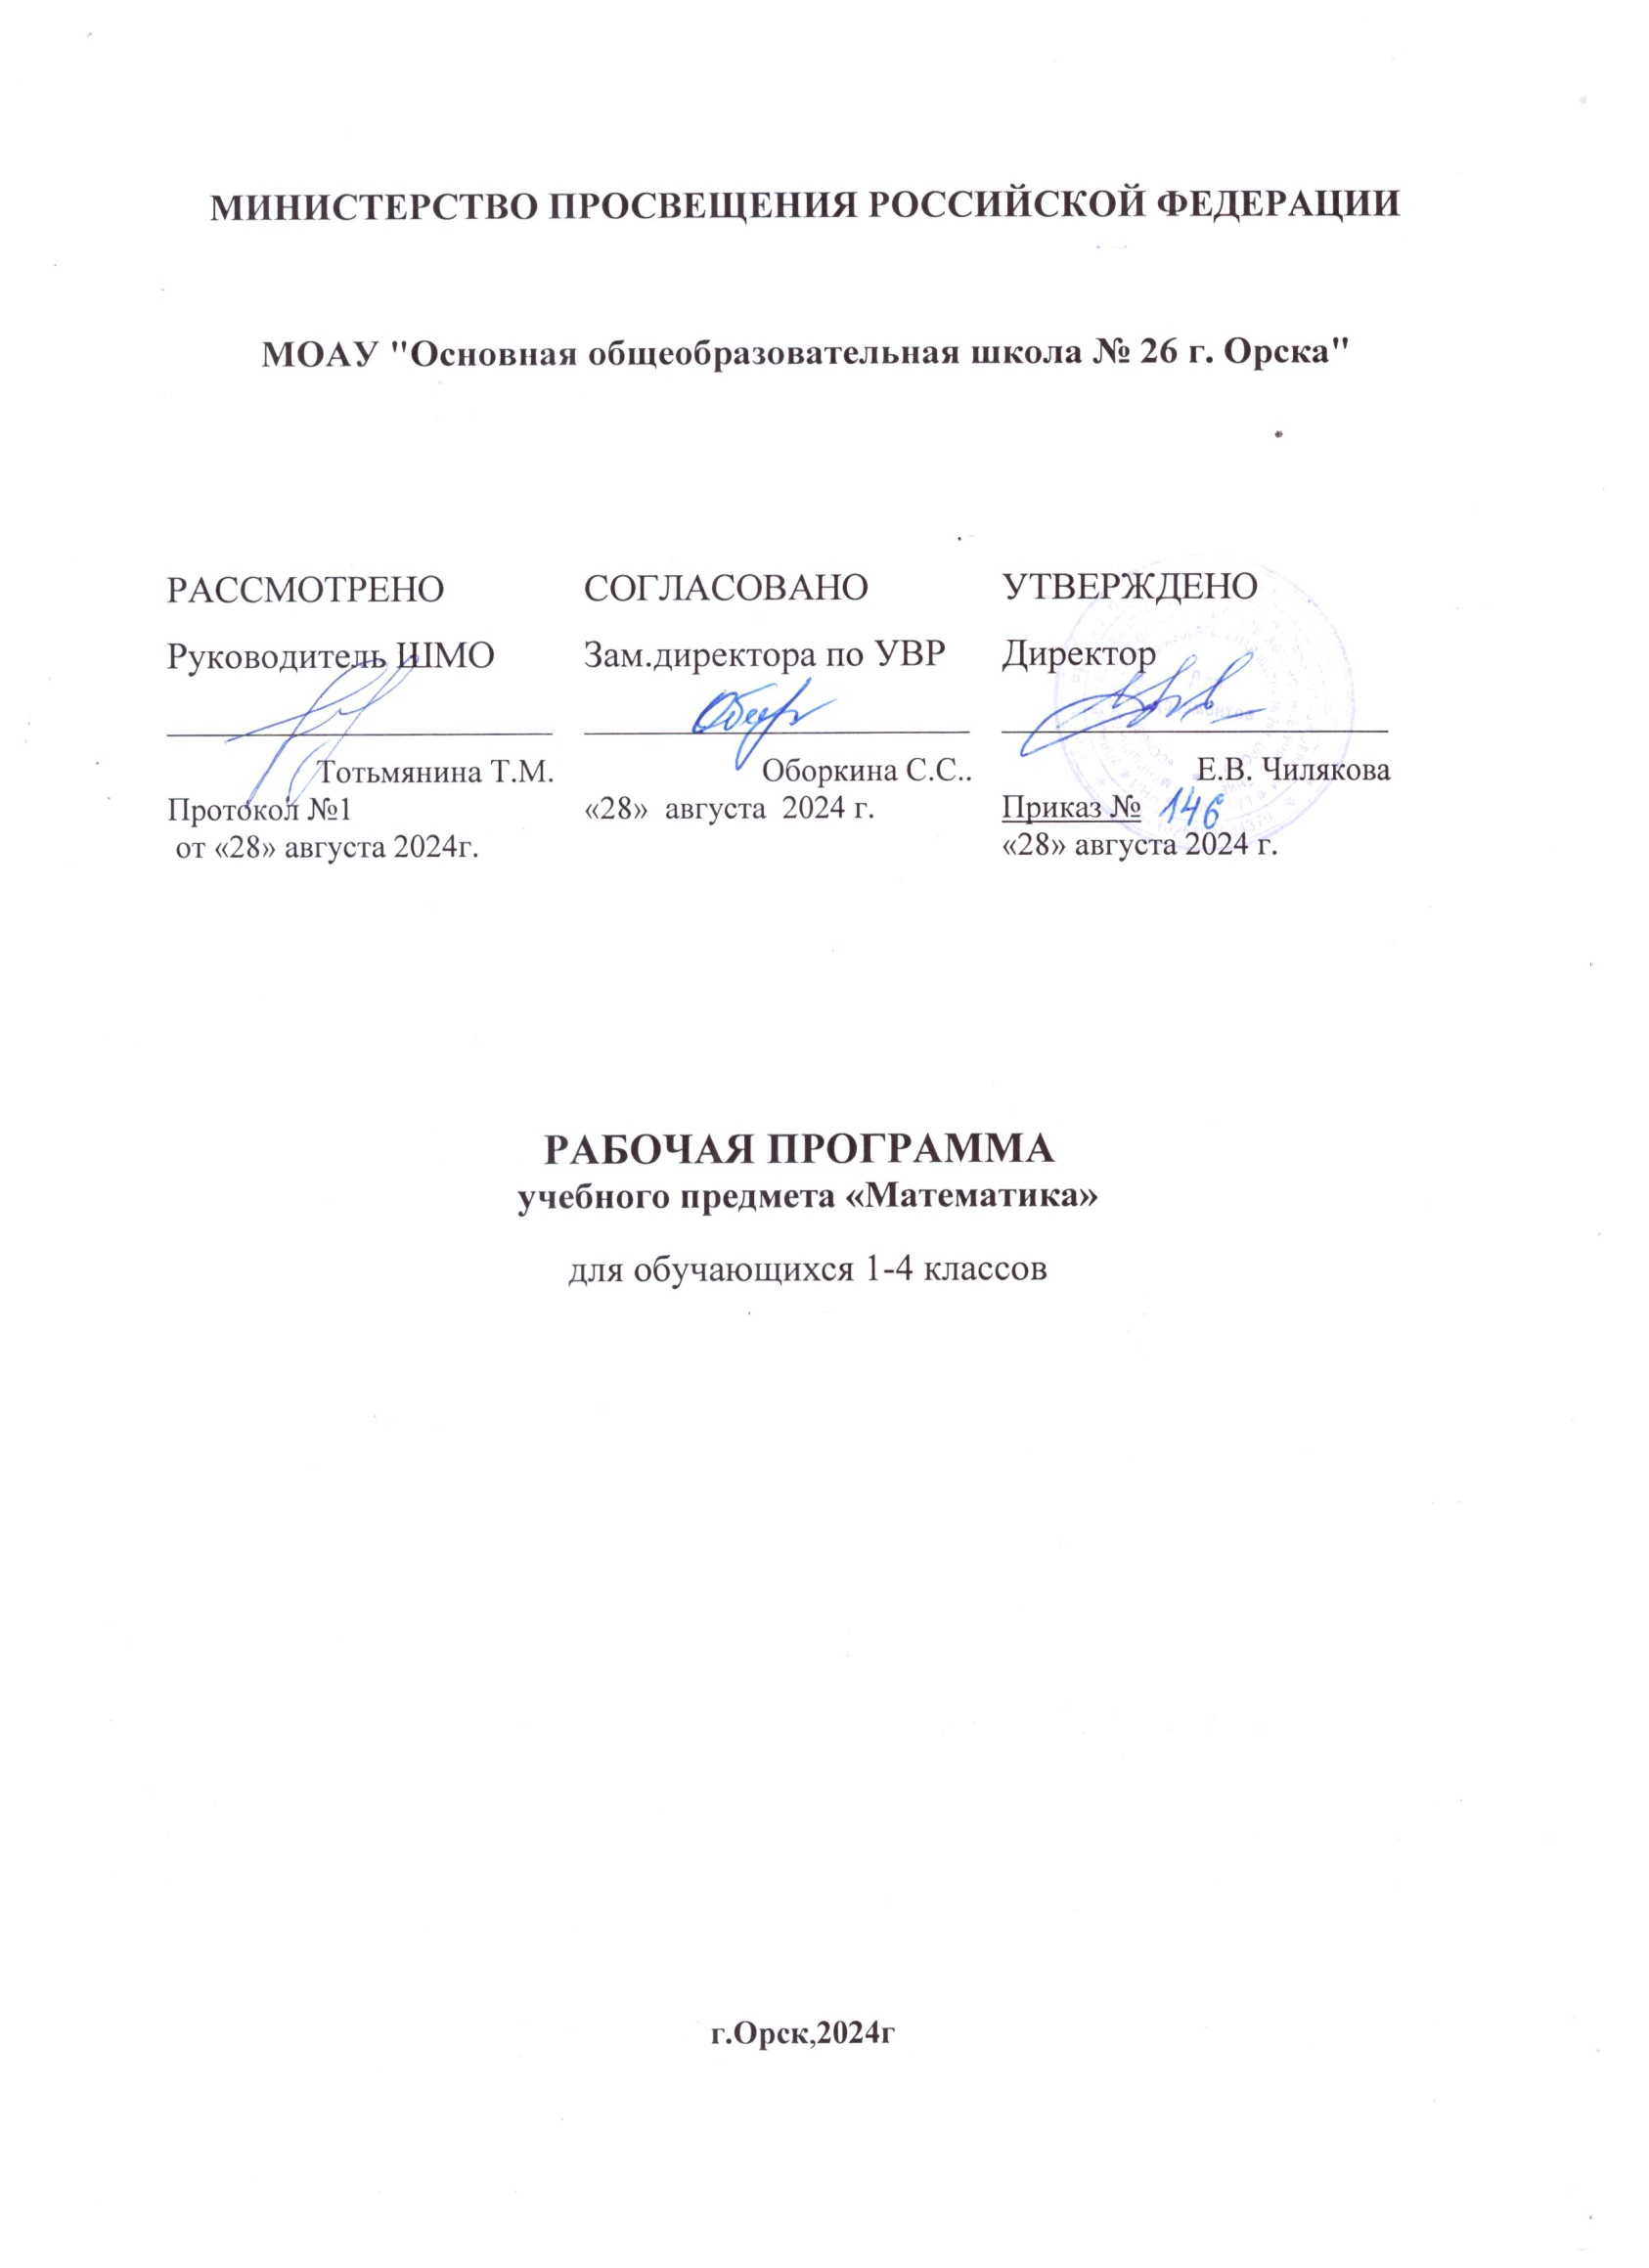 МИНИСТЕРСТВО ПРОСВЕЩЕНИЯ РОССИЙСКОЙ ФЕДЕРАЦИИ
МОАУ "Основная общеобразовательная школа № 26 г. Орска"
РАССМОТРЕНО
Руководитель ШМО
Тотьмянина Т.М.
Протокол №1
от «28» августа 2024г.
СОГЛАСОВАНО
Зам.директора по УВР
Оборкина С.С..
«28» августа 2024 г.
УТВЕРЖДЕНО
Директор
Е.В. Чилякова
Приказ № 146
«28» августа 2024 г.
РАБОЧАЯ ПРОГРАММА
учебного предмета «Математика»
для обучающихся 1-4 классов
г.Орск,2024г